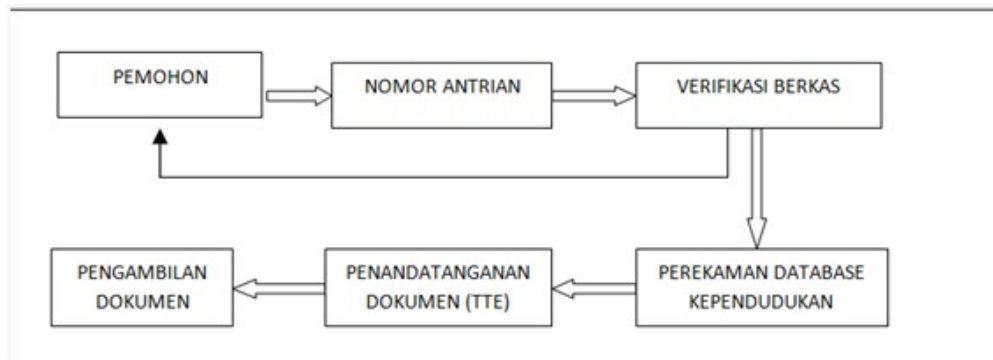 PEMOHON
NOMOR ANTRIAN
VERIFIKASI BERKAS
PENGAMBILAN
DOKUMEN
PENANDATANGANAN
DOKUMEN (TTE)
PEREKAMAN DATABASE
KEPENDUDUKAN